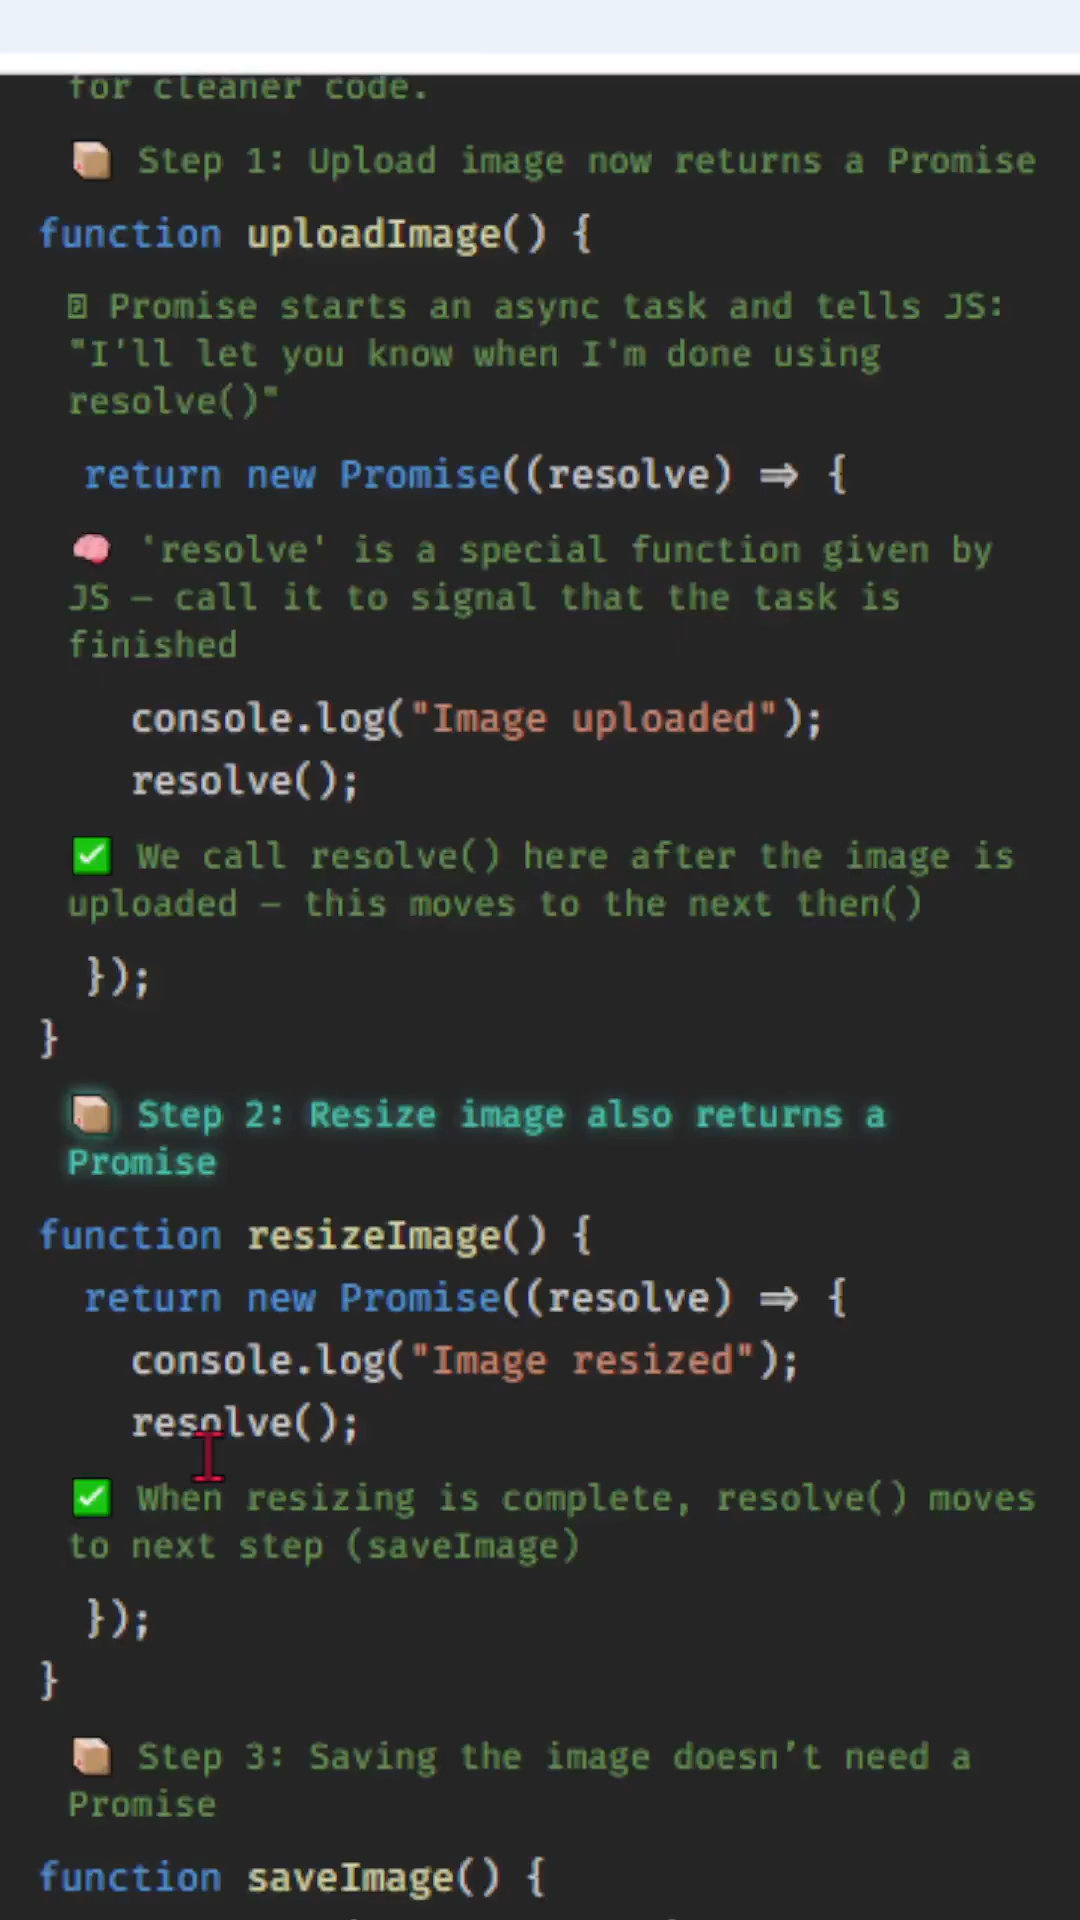 for cleaner code.
📦 Step 1: Upload image now returns a Promise
function uploadImage() {
Promise starts an async task and tells JS:
"I'll let you know when I'm done using
resolve()"
return new Promise((resolve) => {
🧠 'resolve' is a special function given by
JS — call it to signal that the task is
finished
console.log("Image uploaded");
resolve();
✅ We call resolve() here after the image is
uploaded — this moves to the next then()
});
}
📦 Step 2: Resize image also returns a
Promise
function resizeImage() {
return new Promise((resolve) => {
console.log("Image resized");
resolve();
✅ When resizing is complete, resolve() moves
to next step (saveImage)
});
}
📦 Step 3: Saving the image doesn’t need a
Promise
function saveImage() {